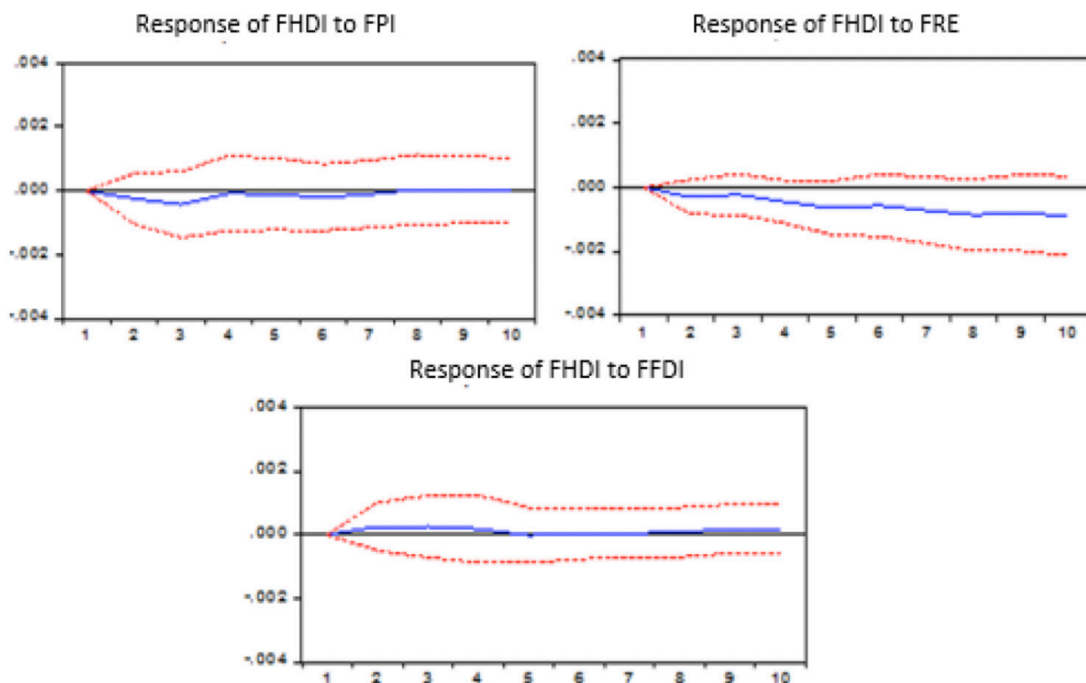 Response of FHDI to FPI
.004
.002
.000
-.002
-.004
1 2 3 4 5 6 7 8 9 10
Response of FHDI to FRE
.004
.002
.000
-.002
-.004
1 2 3 4 5 6 7 8 9 10
Response of FHDI to FFDI
.004
.002
.000
-.002
-.004
1 2 3 4 5 6 7 8 9 10